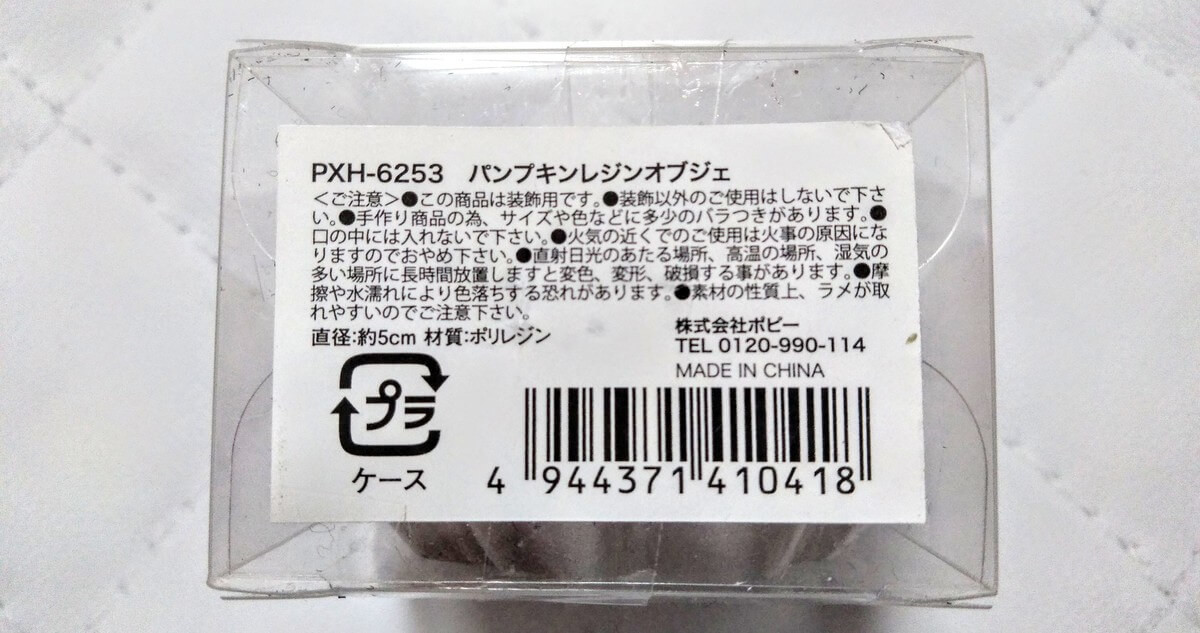 PXH-6253 パンプキンレジンオブジェ
<ご注意>●この商品は装飾用です。●装飾以外のご使用はしないで下さ
い。●手作り商品の為、サイズや色などに多少のバラつきがあります。●
口の中には入れないで下さい。●火気の近くでのご使用は火事の原因にな
りますのでおやめ下さい。●直射日光のあたる場所、高温の場所、湿気の
多い場所に長時間放置しますと変色、変形、破損する事があります。●摩
擦や水濡れにより色落ちする恐れがあります。●素材の性質上、ラメが取
れやすいのでご注意下さい。
直径:約5cm 材質:ポリレジン
株式会社ポピー
TEL 0120-990-114
MADE IN CHINA
プラ
ケース
4 944371 410418